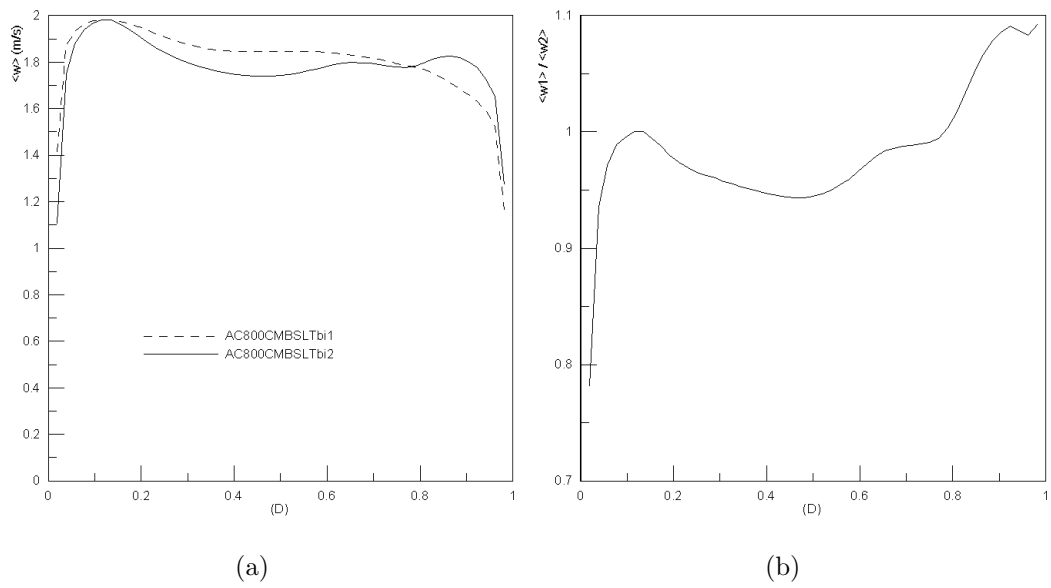 <w> (m/s)
2
1.8
1.6
1.4
1.2
1
0.8
0.6
0.4
0.2
0
AC800CMBSLTbi1
AC800CMBSLTbi2
0 0.2 0.4 0.6 0.8 1
(D)
(a)
<w1> / <w2>
1.1
1
0.9
0.8
0.7
0 0.2 0.4 0.6 0.8 1
(D)
(b)